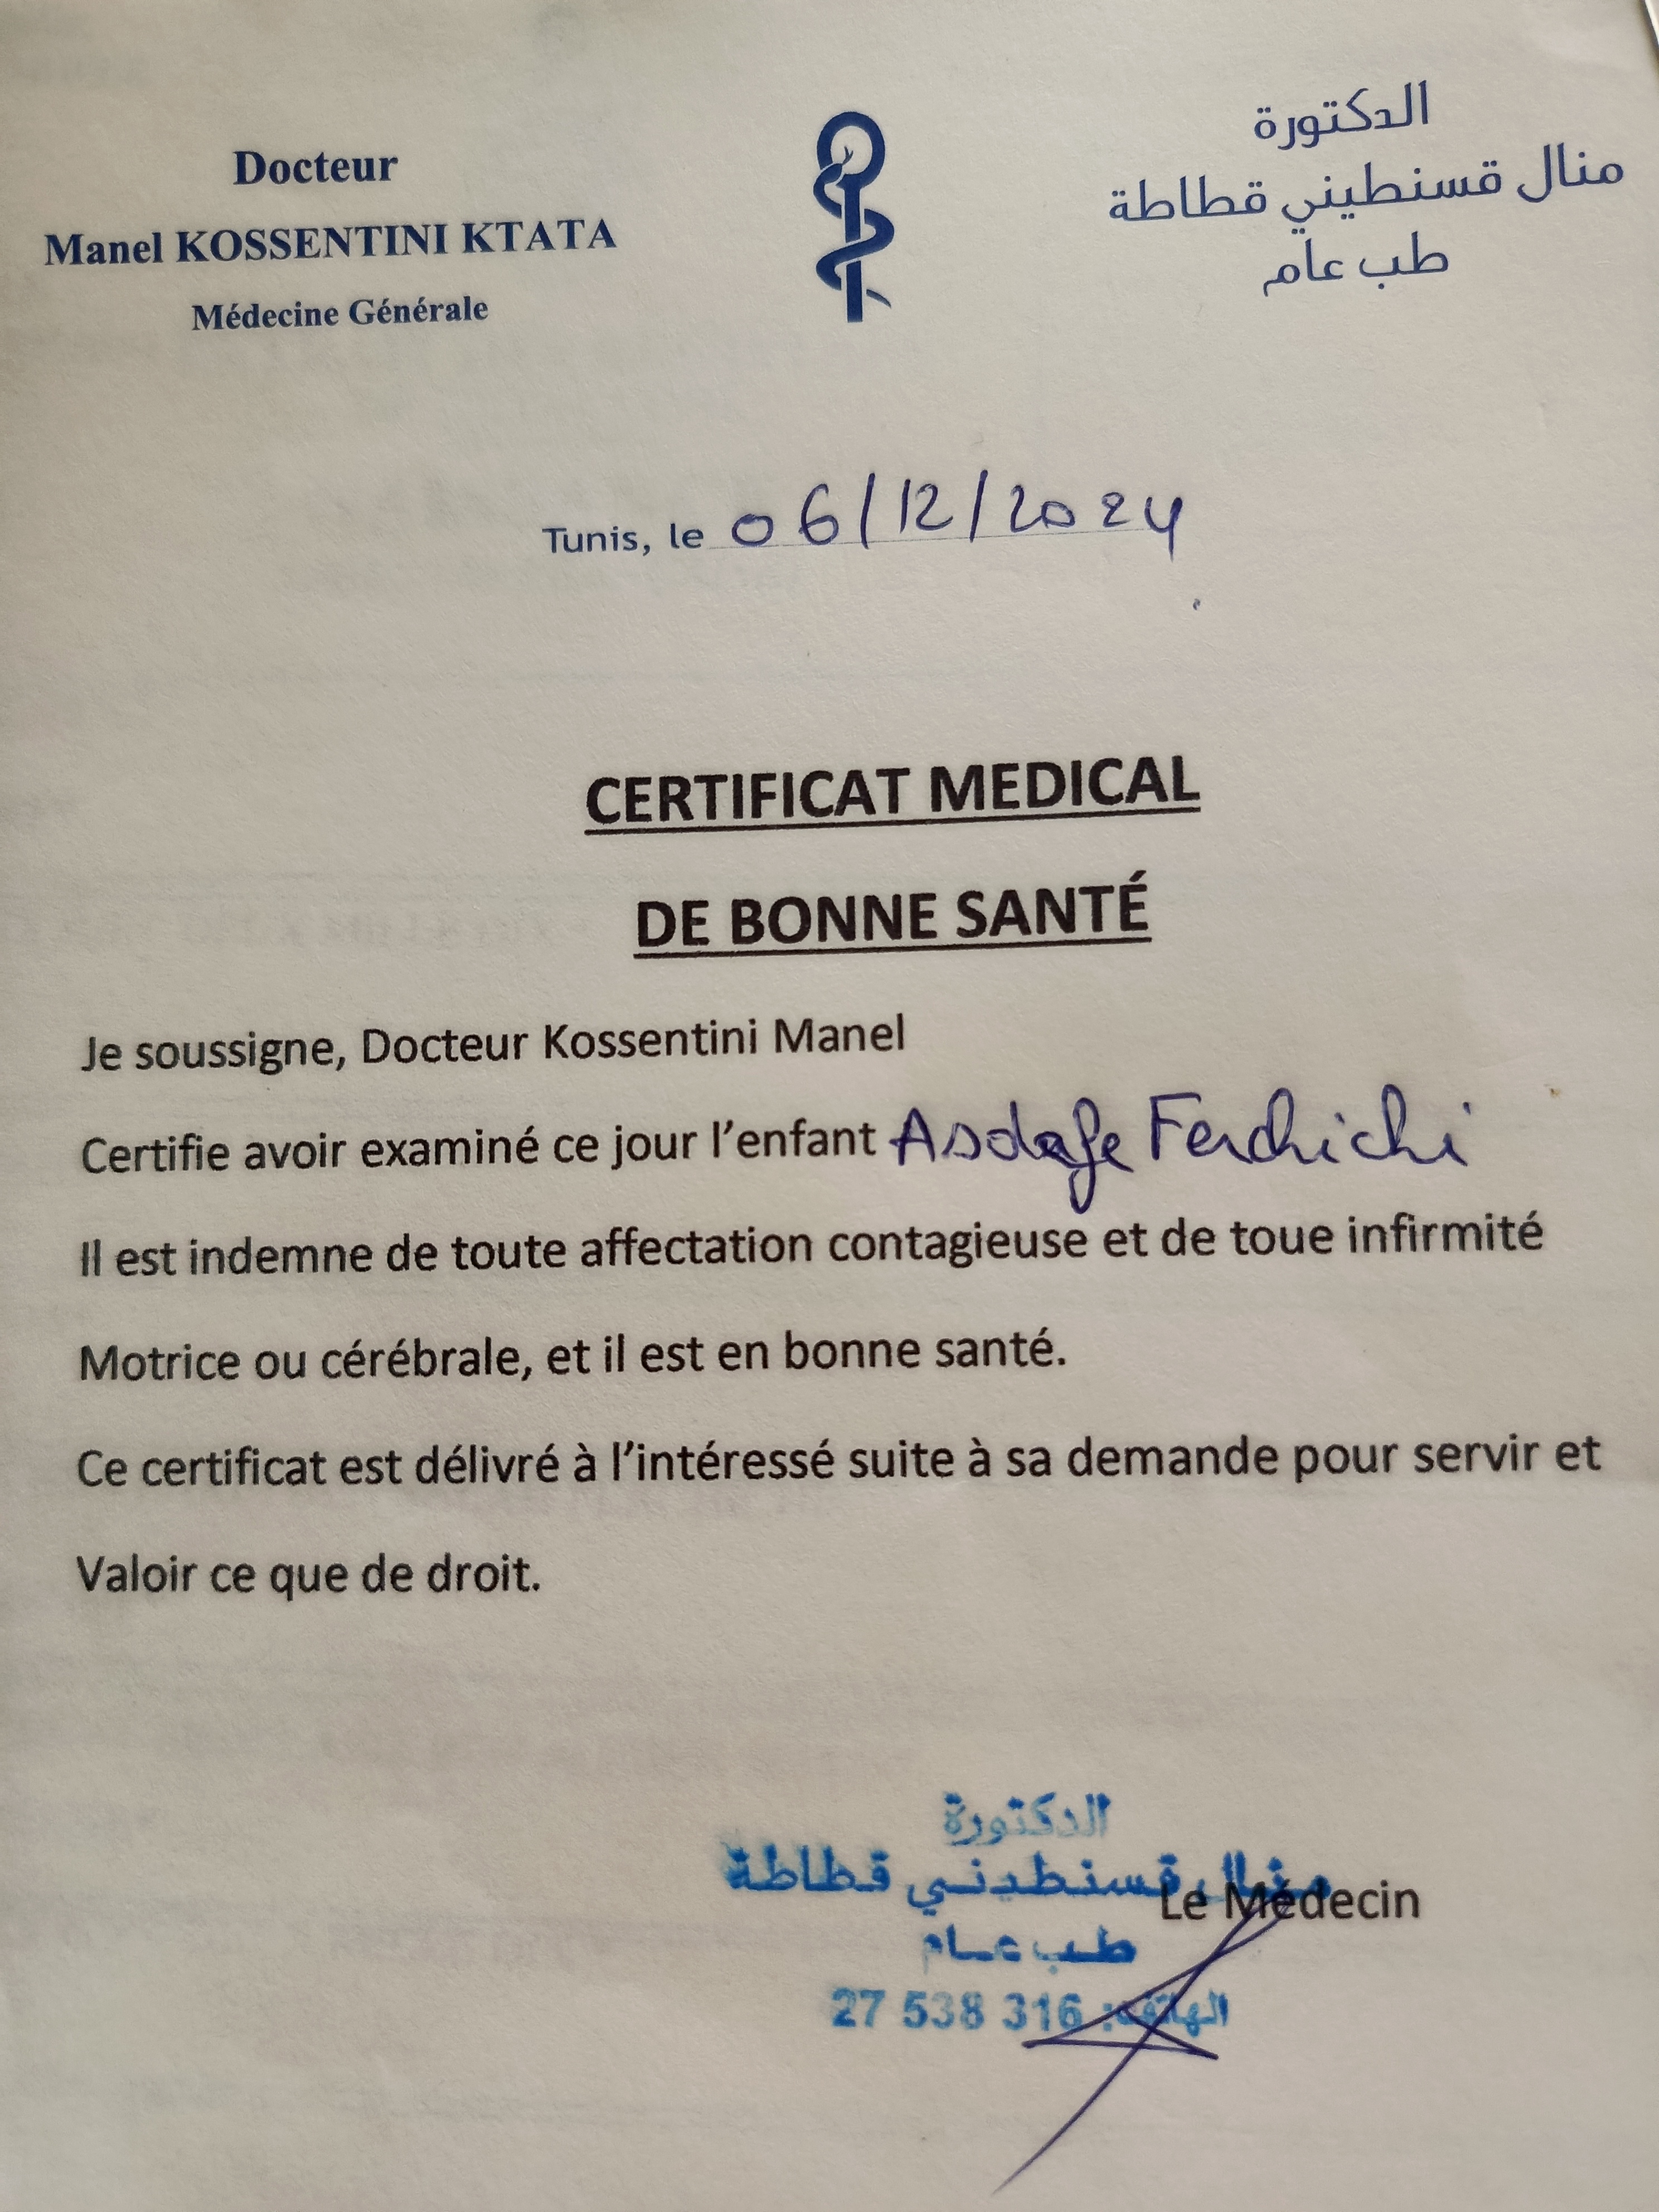 Docteur
Manel KOSSENTINI KTATA
Médecine Générale
الدكتورة
منال قسنطيني قطاطة
طب عام
Tunis, le 06/12/2024
CERTIFICAT MEDICAL
DE BONNE SANTÉ
Je soussigne, Docteur Kossentini Manel
Certifie avoir examiné ce jour l'enfant Asdafe Ferchichi
Il est indemne de toute affectation contagieuse et de toue infirmité
Motrice ou cérébrale, et il est en bonne santé.
Ce certificat est délivré à l'intéressé suite à sa demande pour servir et
Valoir ce que de droit.
الدكتورة
منال قسنطيني قطاطة
Le Médecin
طب عام
الهاتف: 27 538 316